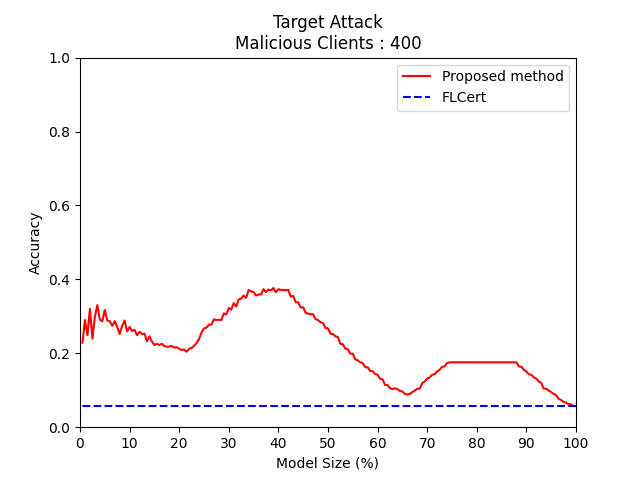 Target Attack
Malicious Clients : 400
1.0
0.8
0.6
0.4
0.2
0.0
Accuracy
Proposed method
FLCert
0 10 20 30 40 50 60 70 80 90 100
Model Size (%)